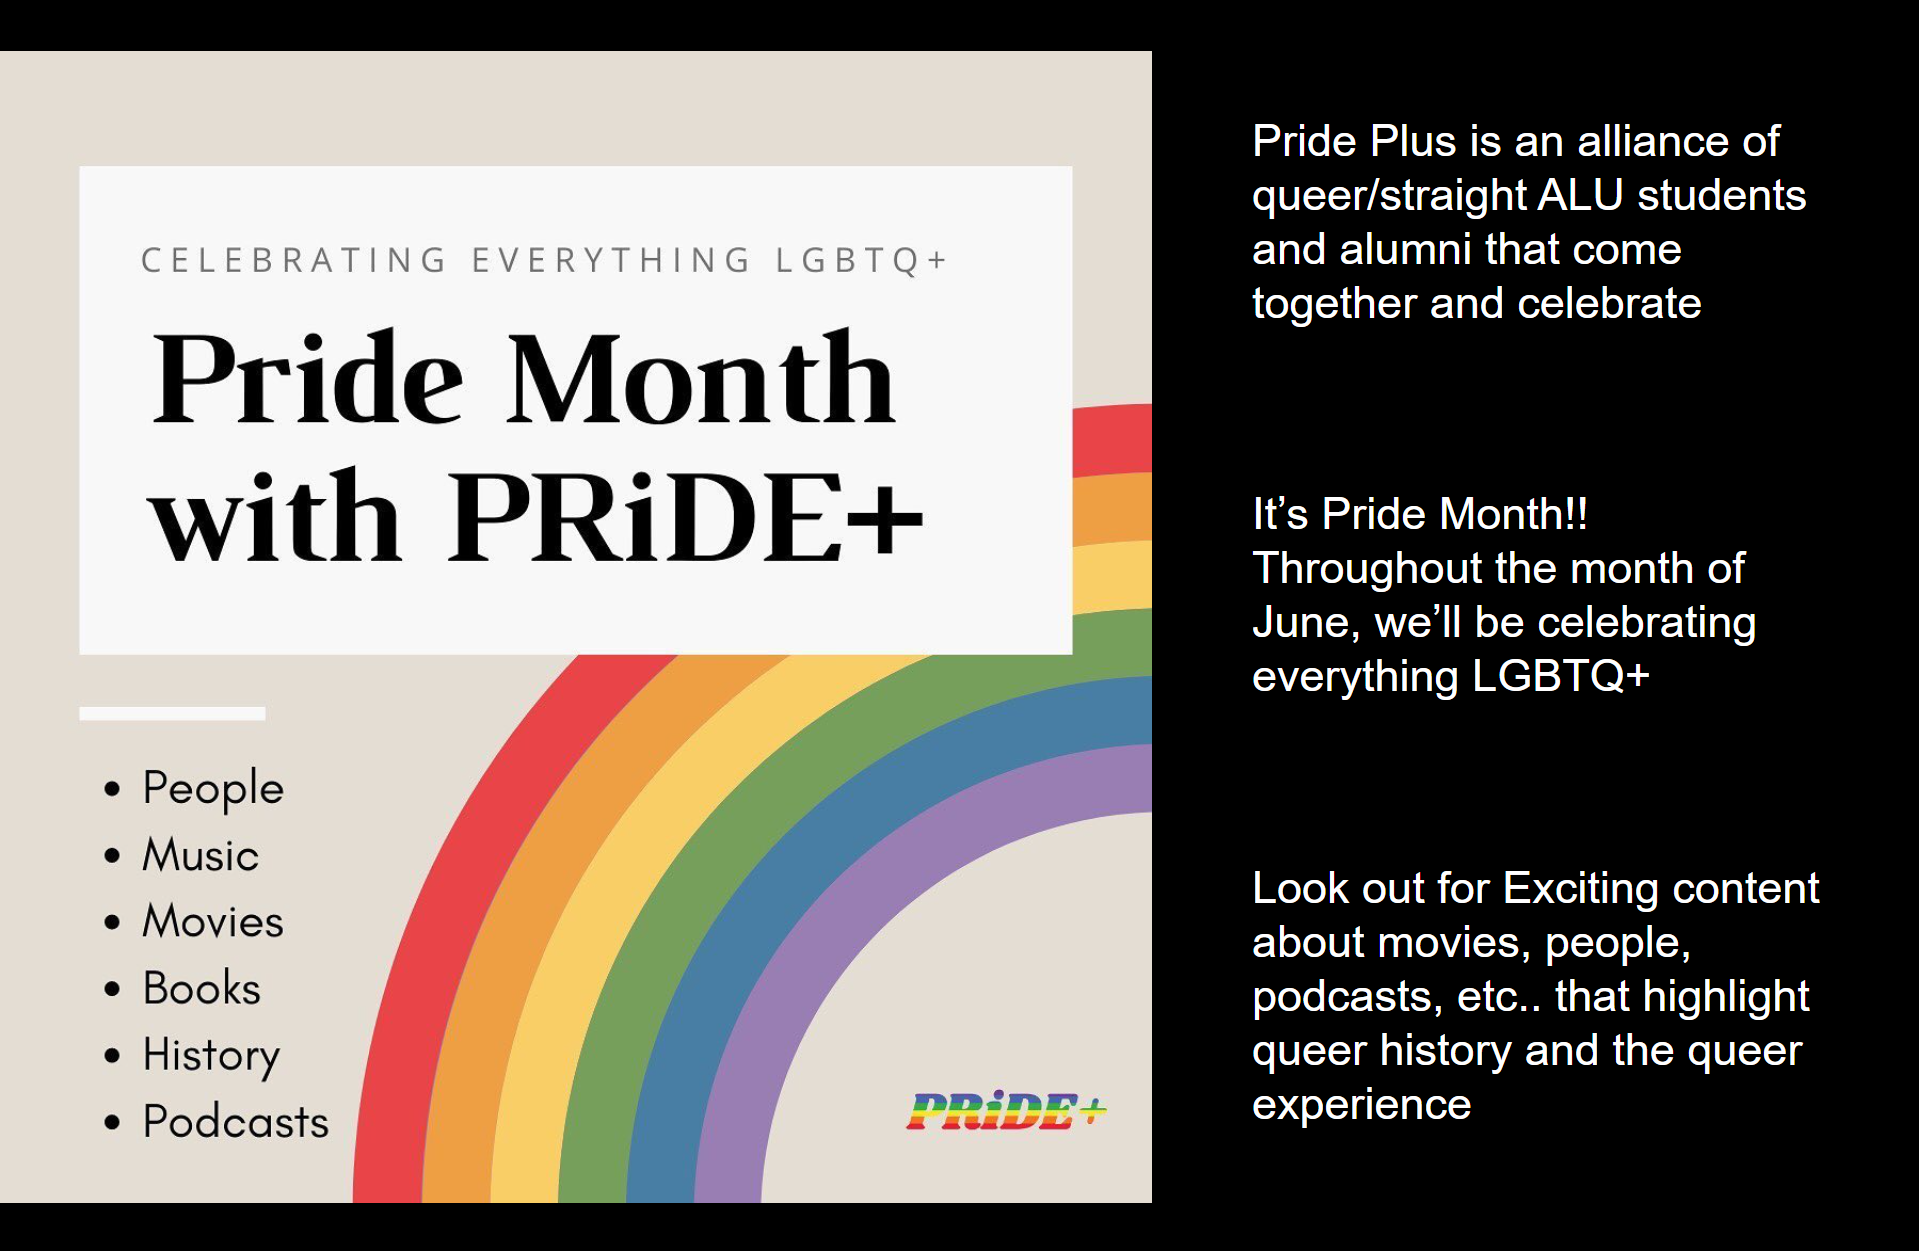 CELEBRATING EVERYTHING LGBTQ+
Pride Month
with PRiDE+
• People
• Music
• Movies
• Books
• History
• Podcasts
PRiDE+
Pride Plus is an alliance of
queer/straight ALU students
and alumni that come
together and celebrate
It’s Pride Month!!
Throughout the month of
June, we’ll be celebrating
everything LGBTQ+
Look out for Exciting content
about movies, people,
podcasts, etc.. that highlight
queer history and the queer
experience